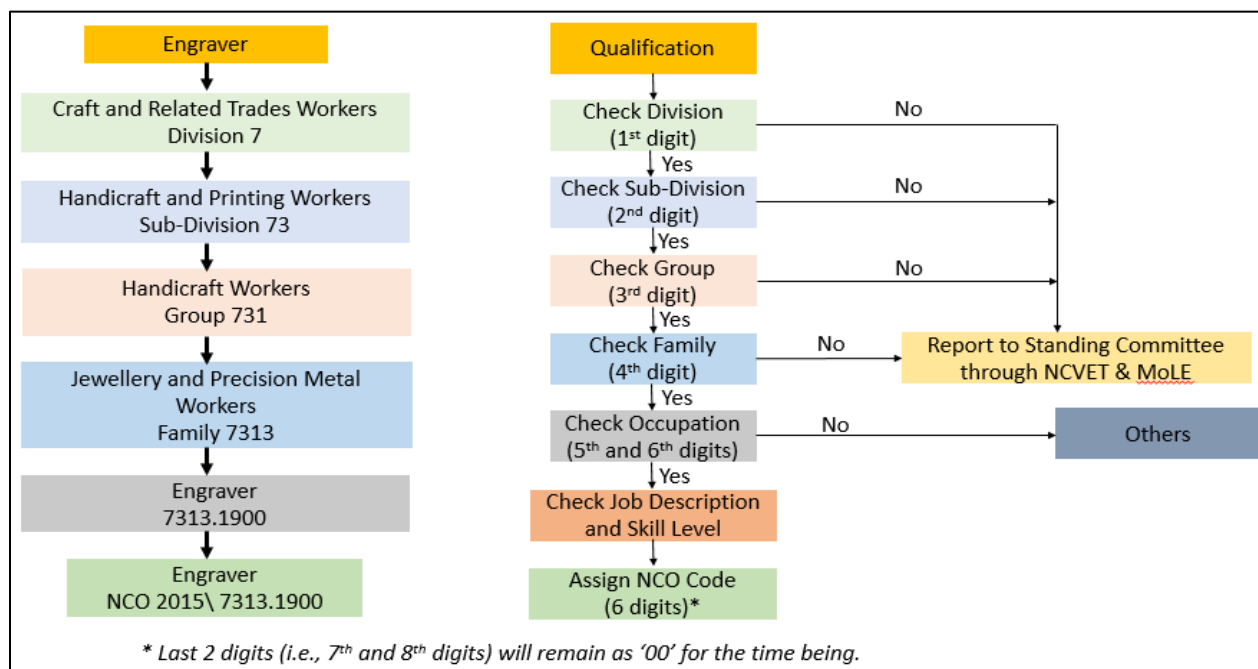 Engraver
Craft and Related Trades Workers
Division 7
Handicraft and Printing Workers
Sub-Division 73
Handicraft Workers
Group 731
Jewellery and Precision Metal
Workers
Family 7313
Engraver
7313.1900
Engraver
NCO 2015\ 7313.1900
Qualification
Check Division
(1st digit)
No
Yes
Check Sub-Division
(2nd digit)
No
Yes
Check Group
(3rd digit)
No
Yes
Check Family
(4th digit)
No
Report to Standing Committee
through NCVET & MoLE
Yes
Check Occupation
(5th and 6th digits)
No
Others
Yes
Check Job Description
and Skill Level
Assign NCO Code
(6 digits)*
* Last 2 digits (i.e., 7th and 8th digits) will remain as ‘00’ for the time being.